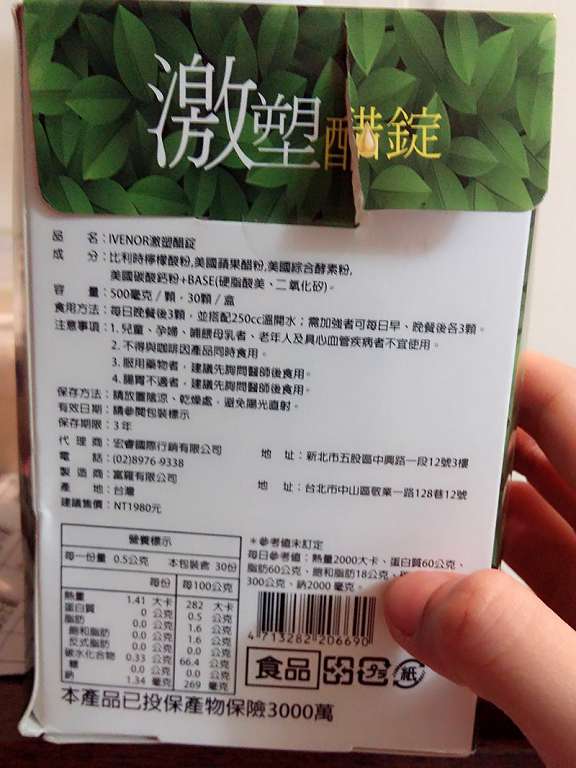 激塑醋錠
品 名：IVENOR激塑醋錠
成 分：比利時檸檬酸粉,美國蘋果醋粉,美國綜合酵素粉,
美國碳酸鈣粉+BASE(硬脂酸美、二氧化矽)。
容 量：500毫克／顆，30顆／盒
食用方法：每日晚餐後3顆，並搭配250cc溫開水；需加強者可每日早、晚餐後各3顆。
注意事項：1. 兒童、孕婦、哺餵母乳者、老年人及具心血管疾病者不宜使用。
2. 不得與咖啡因產品同時食用。
3. 服用藥物者，建議先詢問醫師後食用。
4. 腸胃不適者，建議先詢問醫師後食用。
保存方法：請放置陰涼、乾燥處，避免陽光直射。
有效日期：請參閱包裝標示
保存期限：3 年
代 理 商：宏睿國際行銷有限公司 地 址：新北市五股區中興路一段12號3樓
電 話：(02)8976-9338
製 造 商：富羅有限公司 地 址：台北市中山區敬業一路128巷12號
產 地：台灣
建議售價：NT1980元
營養標示
每一份量 0.5公克 本包裝含 30份
每份 每100公克
熱量 1.41 大卡 282 大卡
蛋白質 0 公克 0.5 公克
脂肪 0.0 公克 1.6 公克
飽和脂肪 0.0 公克 1.6 公克
反式脂肪 0.0 公克 0.0 公克
碳水化合物 0.33 公克 66.4 公克
糖 0.0 公克 0.0 公克
鈉 1.34 毫克 269 毫克
＊參考值未訂定
每日參考值：熱量2000大卡、蛋白質60公克、
脂肪60公克、飽和脂肪18公克、
300公克、鈉2000 毫克。
4 713282 206690
食品 プラ 紙
本產品已投保產物保險3000萬